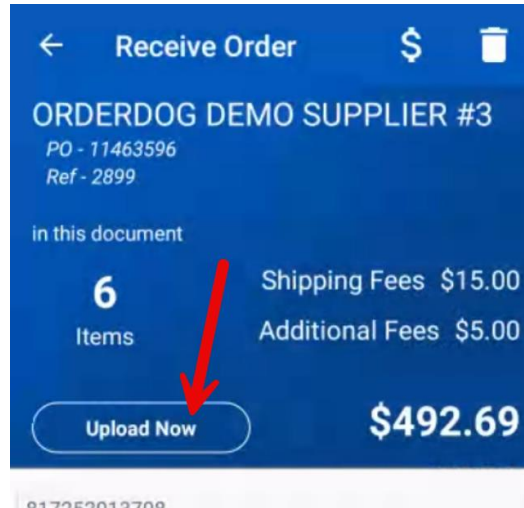 Receive Order $
ORDERDOG DEMO SUPPLIER #3
PO - 11463596
Ref - 2899
in this document
6
Items
Shipping Fees $15.00
Additional Fees $5.00
Upload Now
$492.69